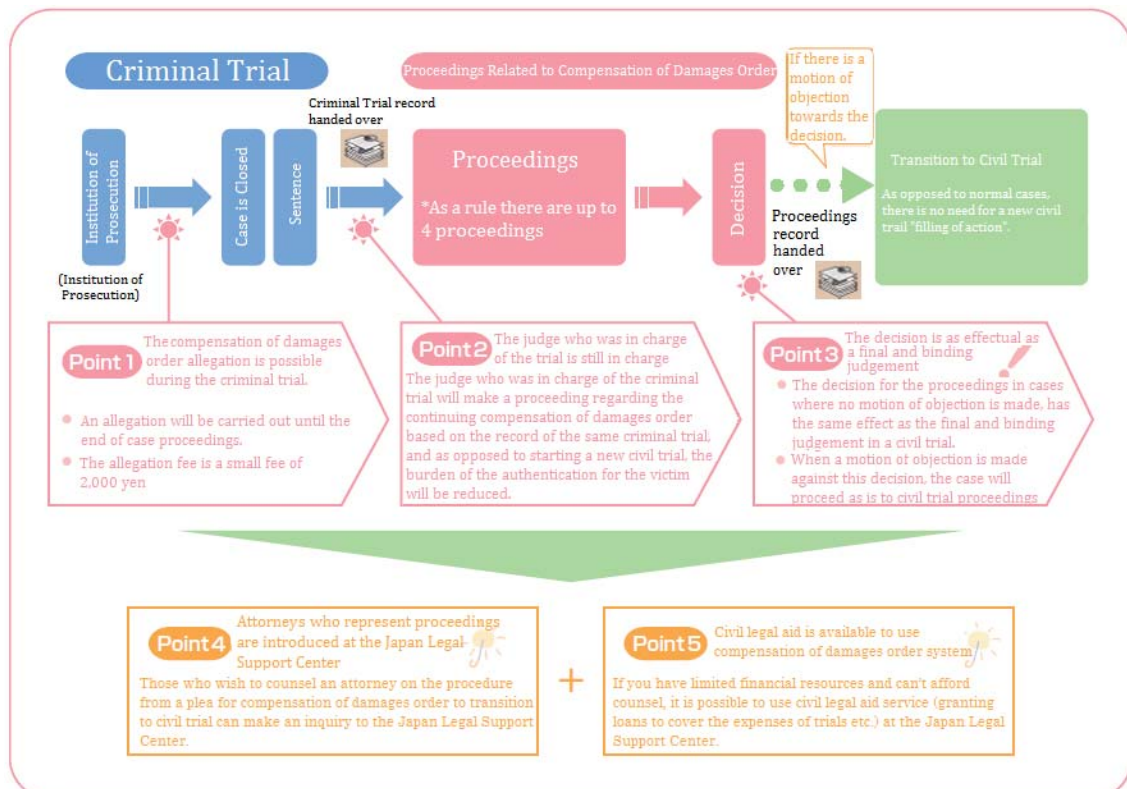 Criminal Trial
Proceedings Related to Compensation of Damages Order
If there is a
motion of
objection
towards the
decision.
Criminal Trial record
handed over
Institution of
Prosecution
(Institution of
Prosecution)
Case is Closed
Sentence
Proceedings
*As a rule there are up to
4 proceedings
Decision
Proceedings
record
handed
over
Transition to Civil Trial
As opposed to normal cases,
there is no need for a new civil
trail "filling of action".
Point 1
The compensation of damages
order allegation is possible
during the criminal trial.
● An allegation will be carried out until the
end of case proceedings.
● The allegation fee is a small fee of
2,000 yen
Point 2
The judge who was in charge
of the trial is still in charge
The judge who was in charge of the criminal
trial will make a proceeding regarding the
continuing compensation of damages order
based on the record of the same criminal trial,
and as opposed to starting a new civil trial, the
burden of the authentication for the victim
will be reduced.
Point 3
The decision is as effectual as
a final and binding
judgement
● The decision for the proceedings in cases
where no motion of objection is made, has
the same effect as the final and binding
judgement in a civil trial.
● When a motion of objection is made
against this decision, the case will
proceed as is to civil trial proceedings
Point 4
Attorneys who represent proceedings
are introduced at the Japan Legal
Support Center
Those who wish to counsel an attorney on the procedure
from a plea for compensation of damages order to transition
to civil trial can make an inquiry to the Japan Legal Support
Center.
+
Point 5
Civil legal aid is available to use
compensation of damages order system
If you have limited financial resources and can't afford
counsel, it is possible to use civil legal aid service (granting
loans to cover the expenses of trials etc.) at the Japan Legal
Support Center.